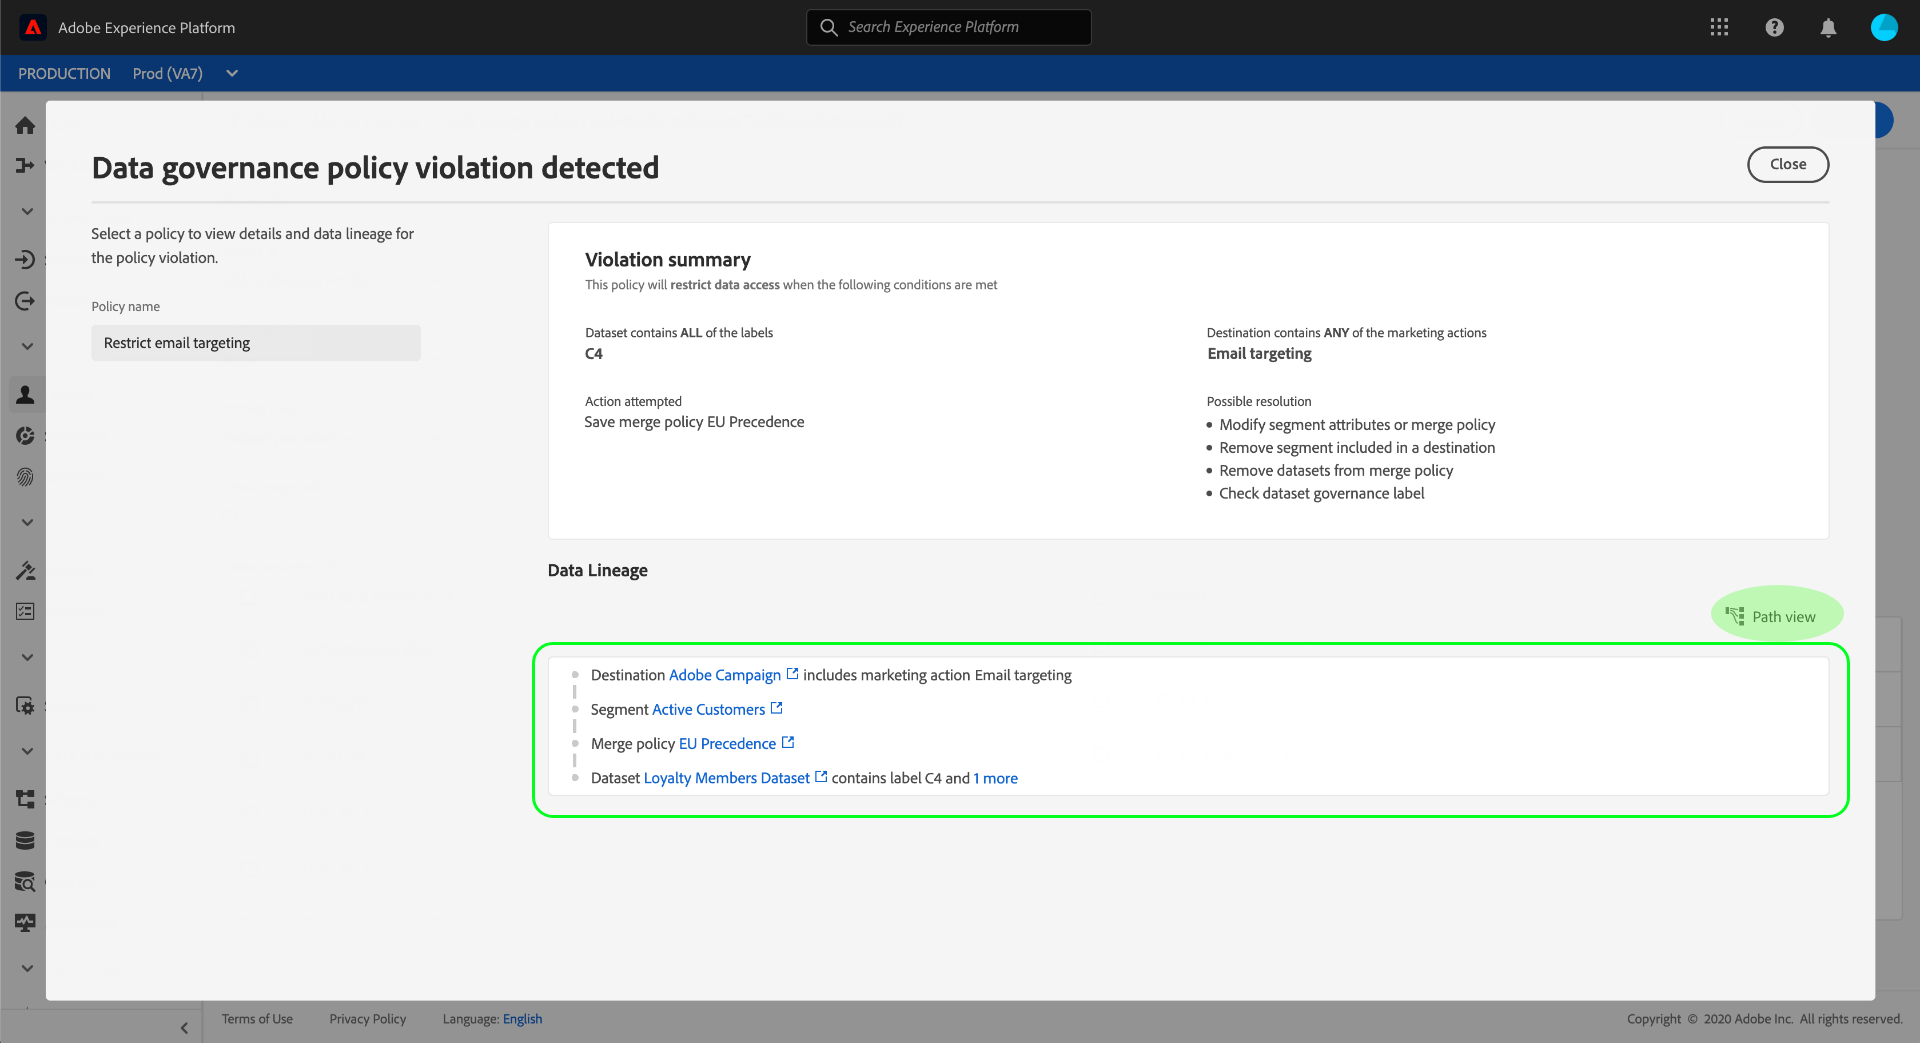 Adobe Experience Platform
Search Experience Platform
PRODUCTION Prod (VA7)
Data governance policy violation detected
Close
Select a policy to view details and data lineage for
the policy violation.
Policy name
Restrict email targeting
Violation summary
This policy will restrict data access when the following conditions are met
Dataset contains ALL of the labels
C4
Destination contains ANY of the marketing actions
Email targeting
Action attempted
Save merge policy EU Precedence
Possible resolution
• Modify segment attributes or merge policy
• Remove segment included in a destination
• Remove datasets from merge policy
• Check dataset governance label
Data Lineage
Path view
Destination Adobe Campaign includes marketing action Email targeting
Segment Active Customers
Merge policy EU Precedence
Dataset Loyalty Members Dataset contains label C4 and 1 more
Terms of Use Privacy Policy Language: English
Copyright © 2020 Adobe Inc. All rights reserved.